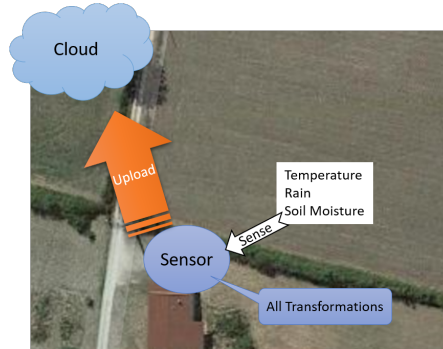 Cloud
Upload
Temperature
Rain
Soil Moisture
Sense
Sensor
All Transformations